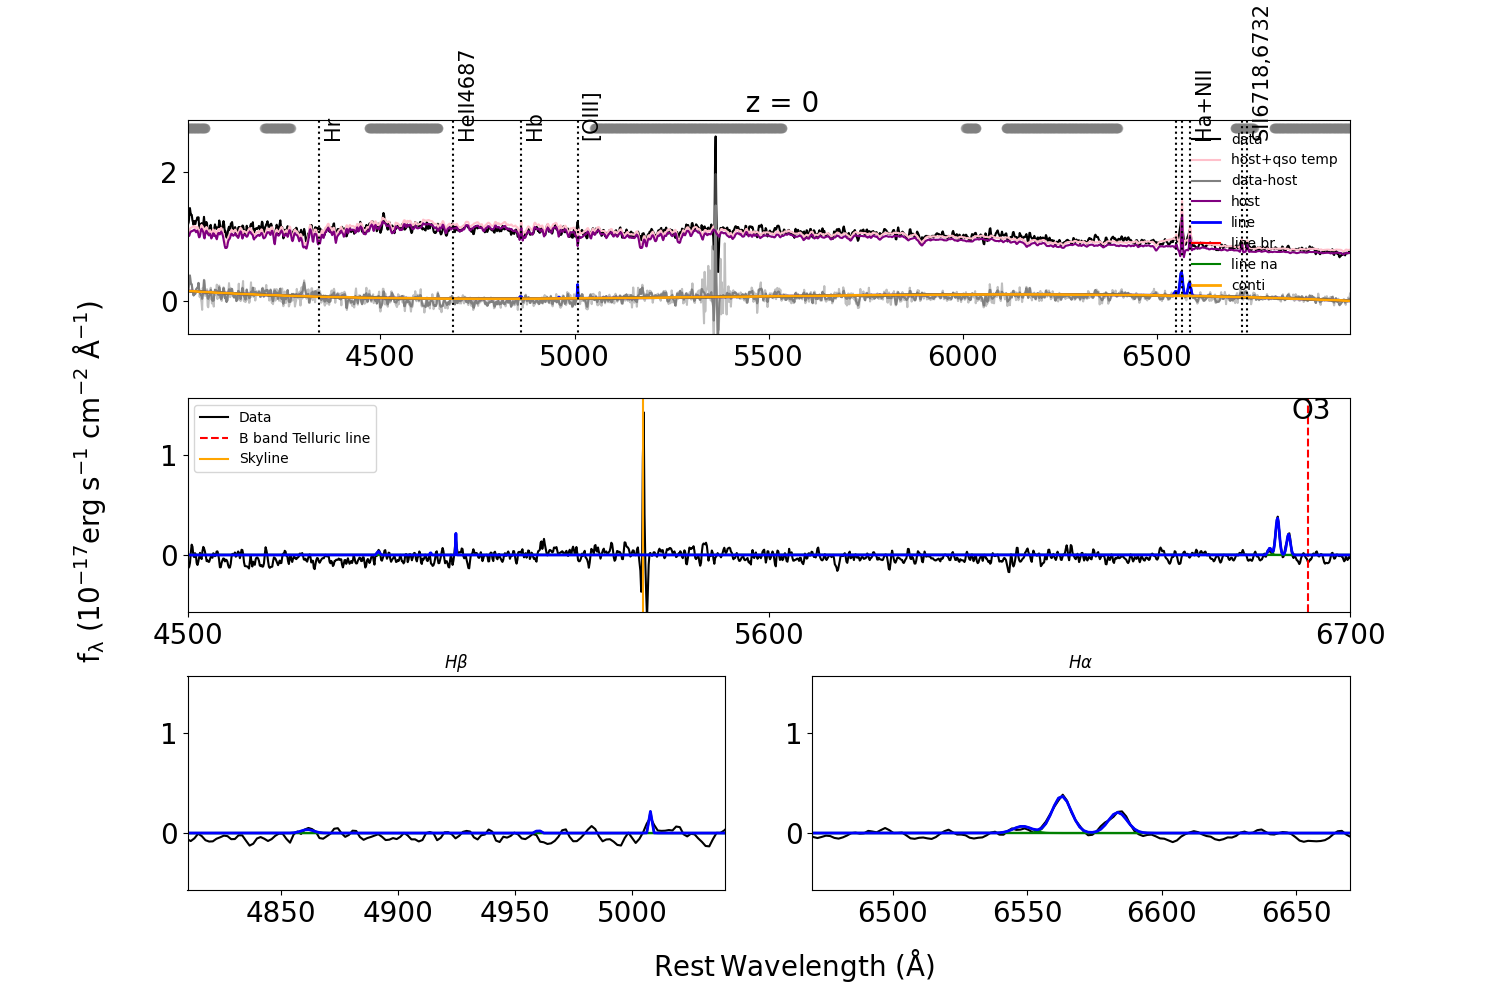 z = 0
Hr
HeII4687
Hb
[OIII]
Ha+NII
SII6718,6732
data
host+qso temp
data-host
host
line
line br
line na
conti
2
0
4500 5000 5500 6000 6500
Data
B band Telluric line
Skyline
O3
1
0
4500 5600 6700
fλ (10⁻¹⁷erg s⁻¹ cm⁻² Å⁻¹)
Hβ
1
0
4850 4900 4950 5000
Hα
1
0
6500 6550 6600 6650
Rest Wavelength (Å)